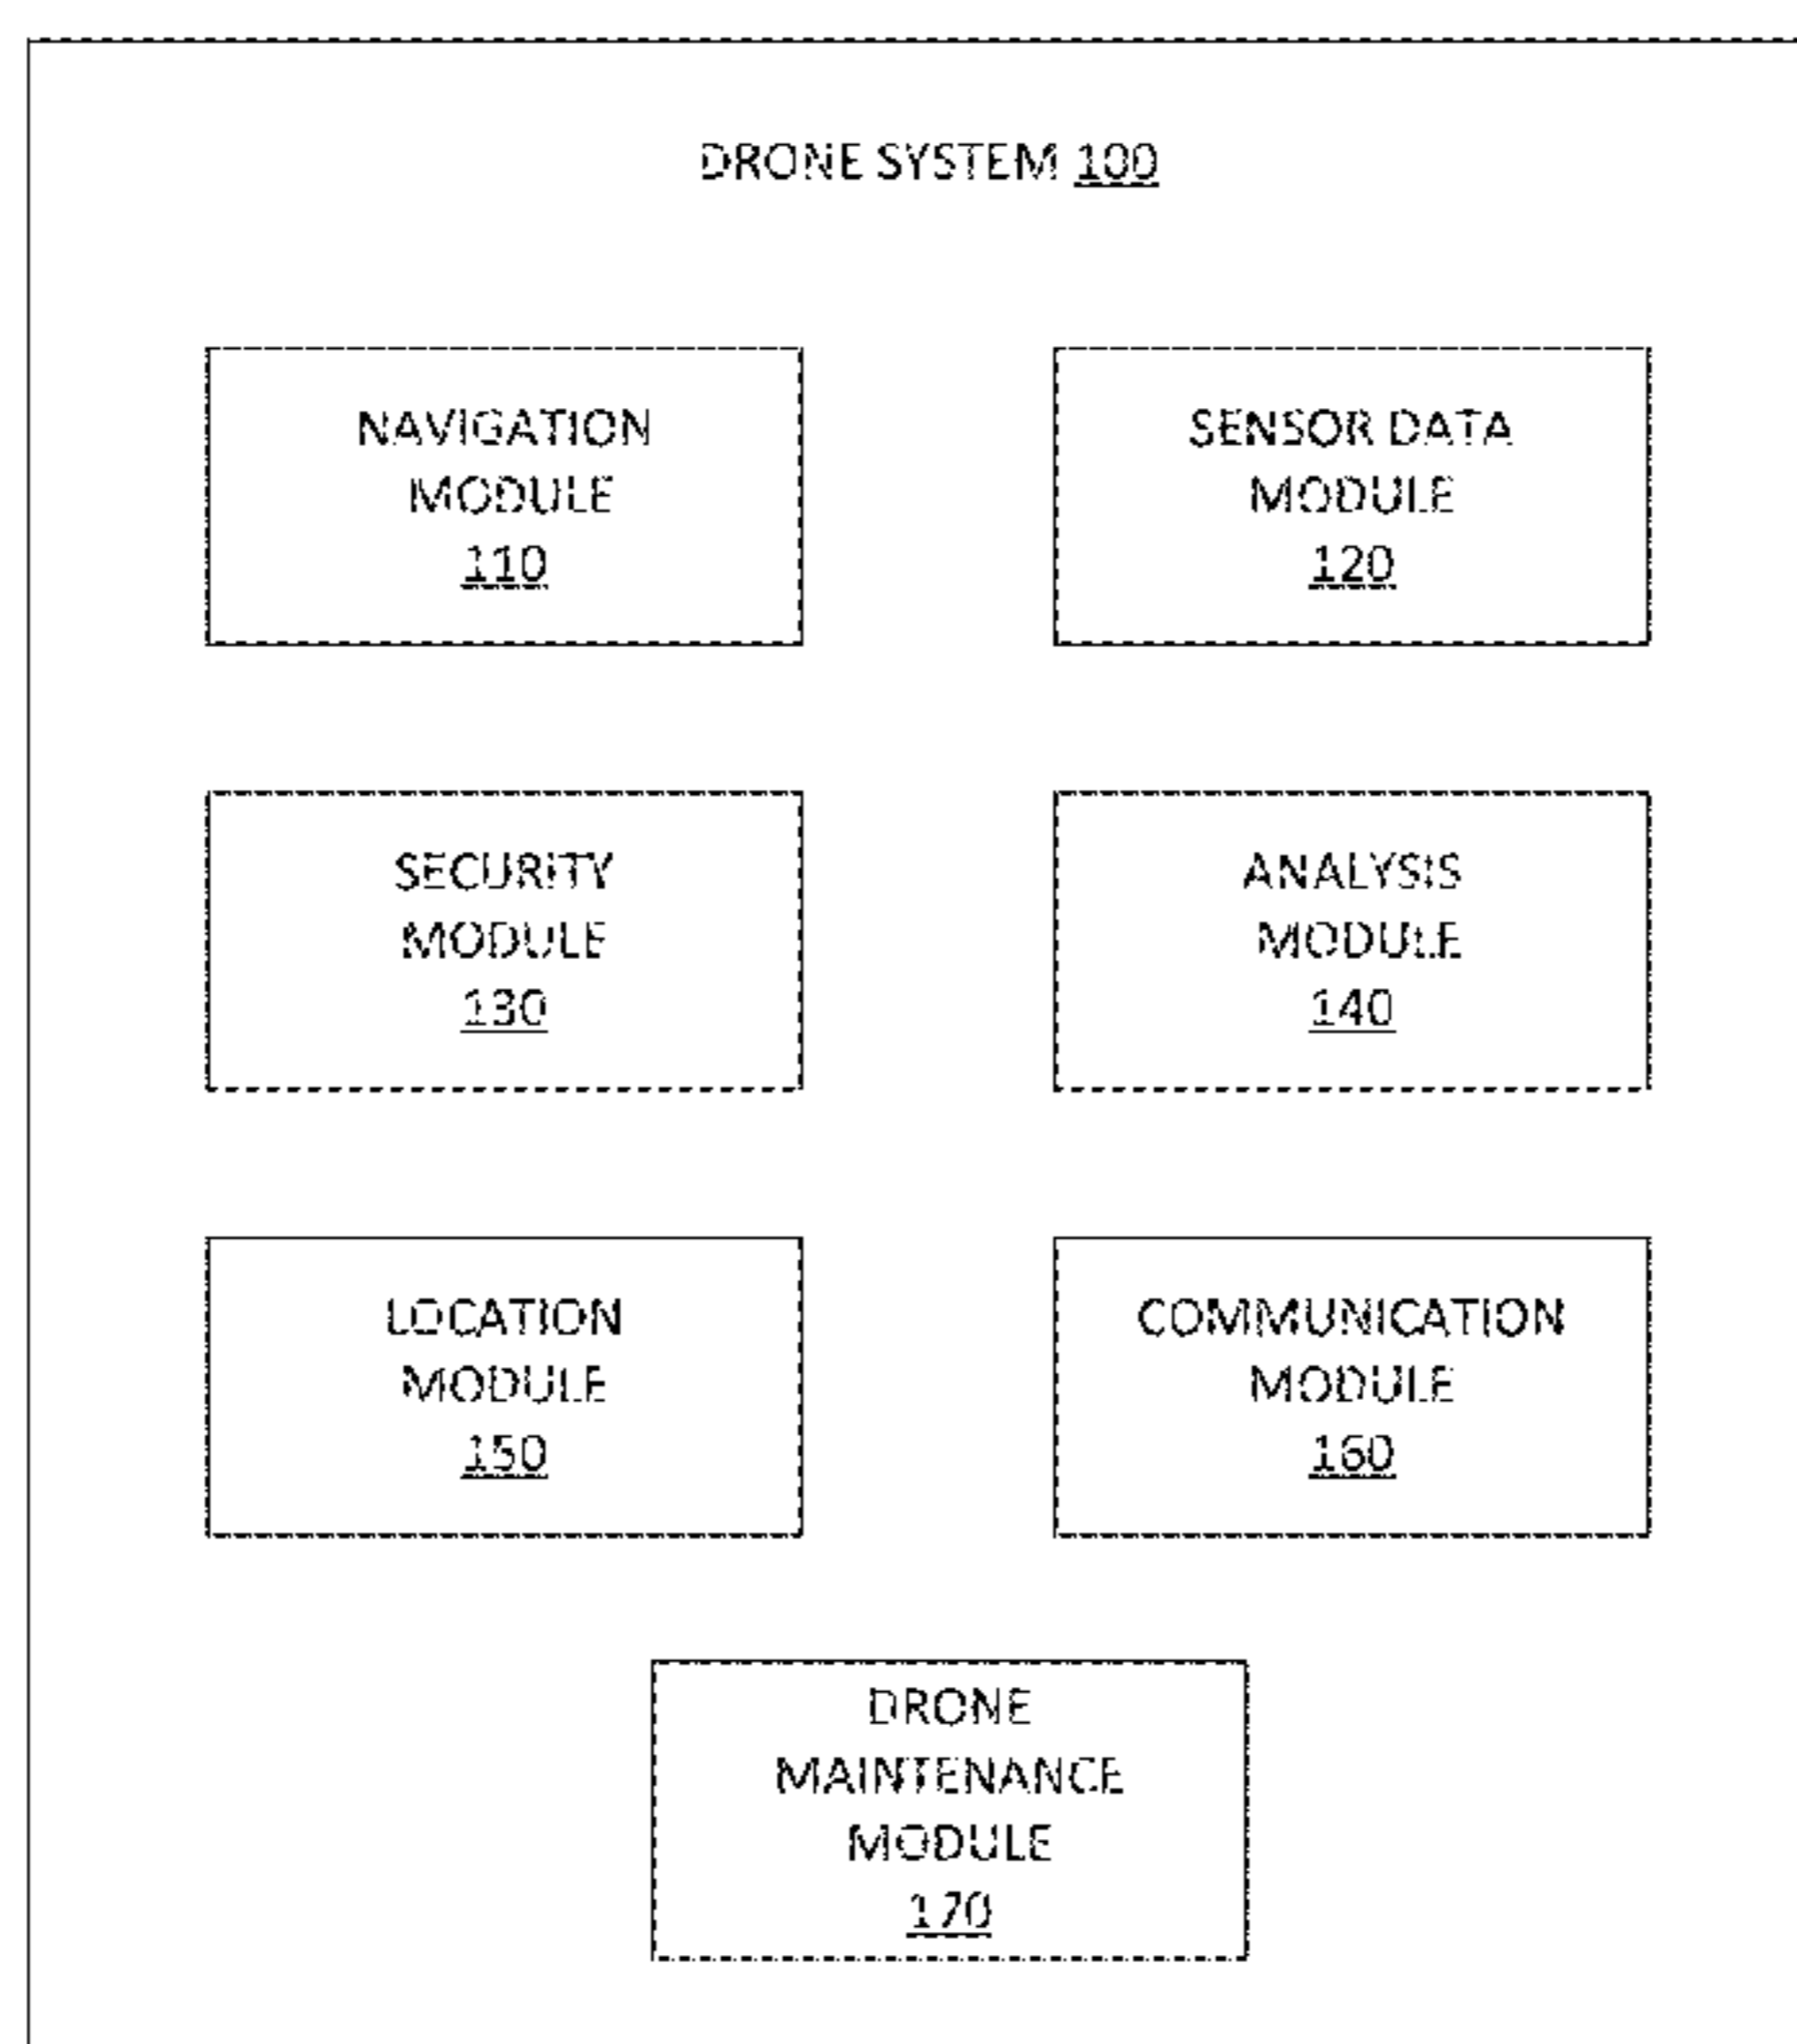 DRONE SYSTEM 100
NAVIGATION
MODULE
110
SENSOR DATA
MODULE
120
SECURITY
MODULE
130
ANALYSIS
MODULE
140
LOCATION
MODULE
150
COMMUNICATION
MODULE
160
DRONE
MAINTENANCE
MODULE
170